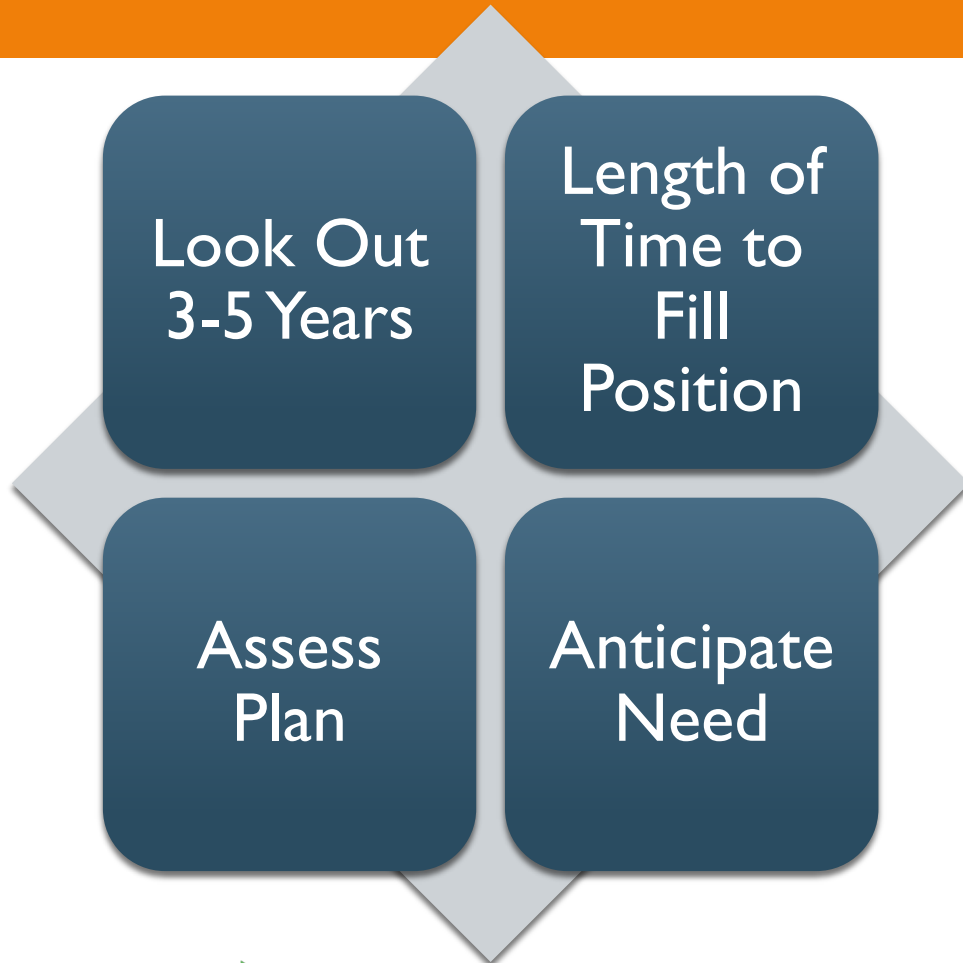 Look Out
3-5 Years
Length of
Time to
Fill
Position
Assess
Plan
Anticipate
Need